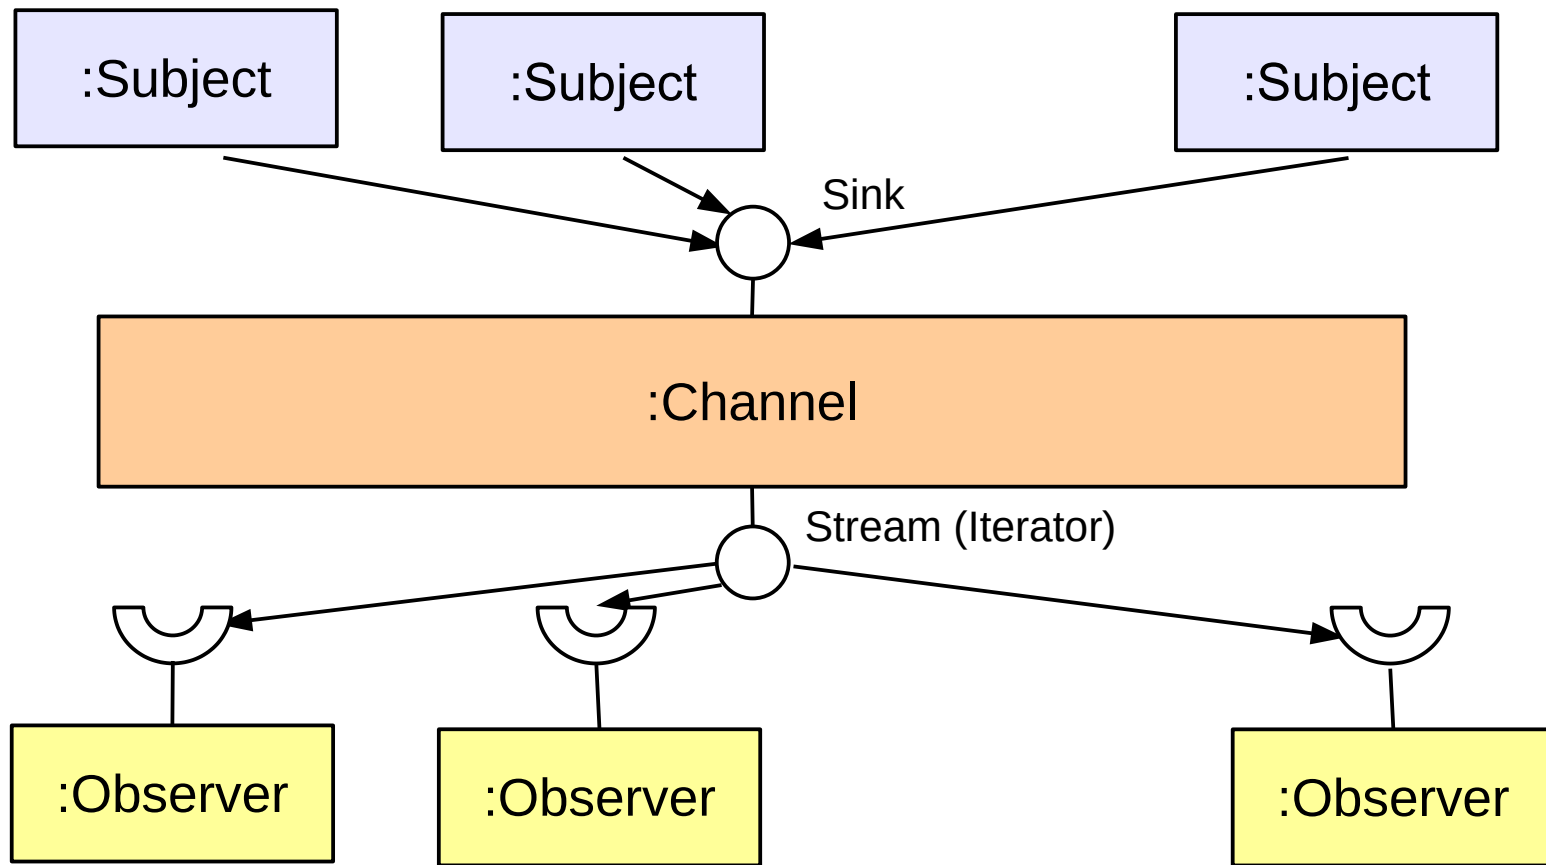 :Subject
:Subject
:Subject
Sink
:Channel
Stream (Iterator)
:Observer
:Observer
:Observer